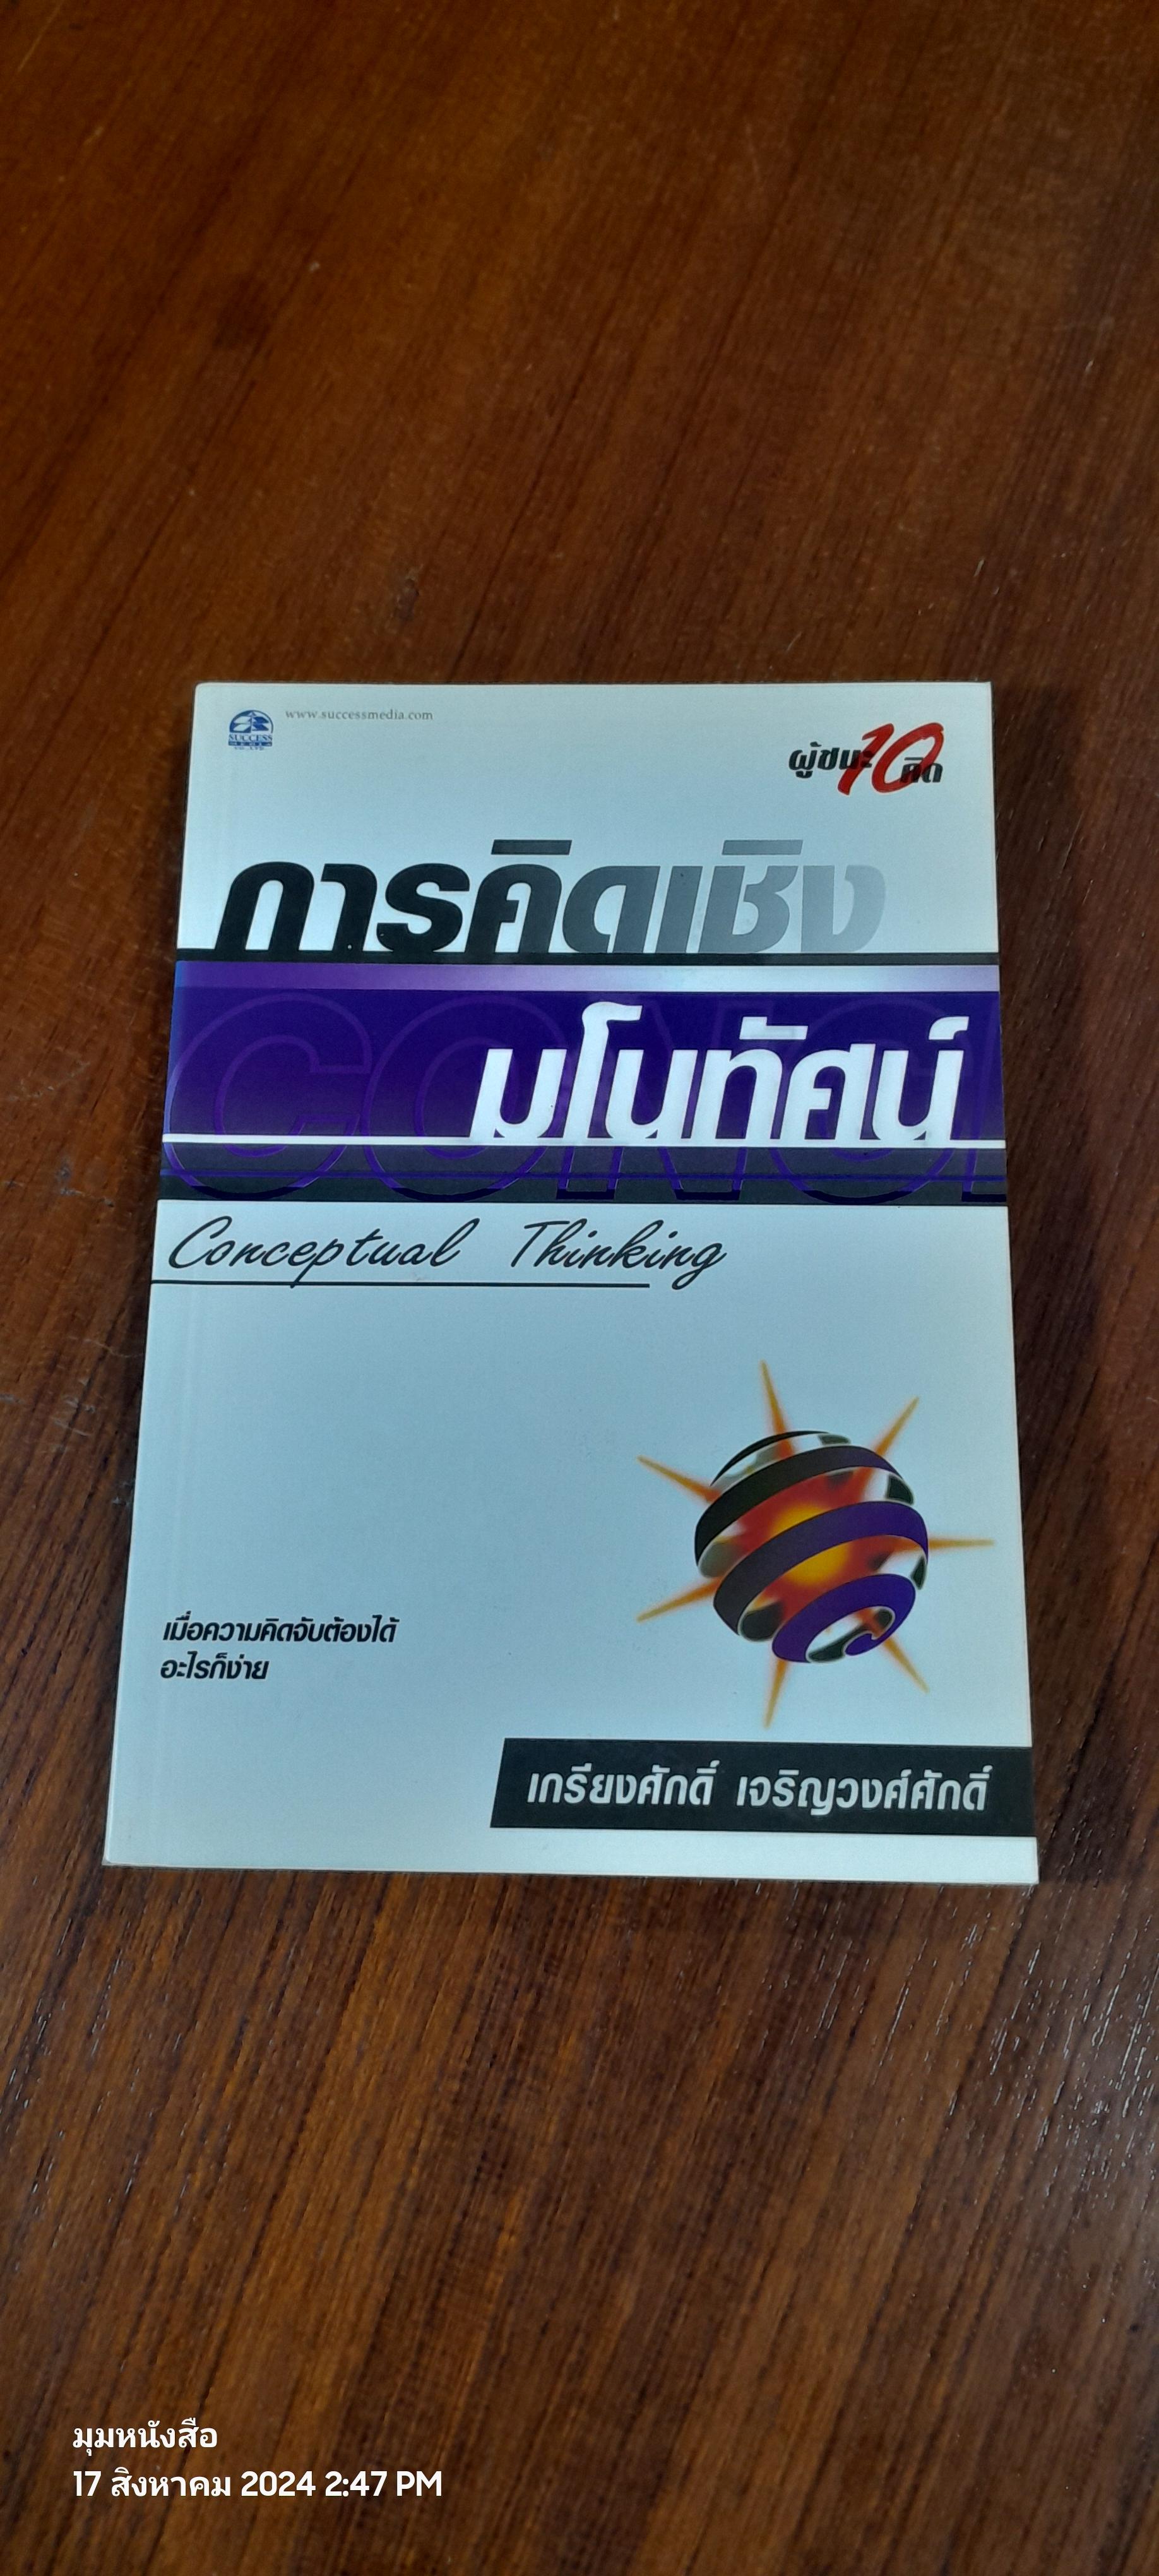 www.successmedia.com
SUCCESS
MEDIA
ผู้ชนะ10คิด
การคิดเชิง
มโนทัศน์
Conceptual Thinking
เมื่อความคิดจับต้องได้
อะไรก็ง่าย
เกรียงศักดิ์ เจริญวงศ์ศักดิ์
มุมหนังสือ
17 สิงหาคม 2024 2:47 PM